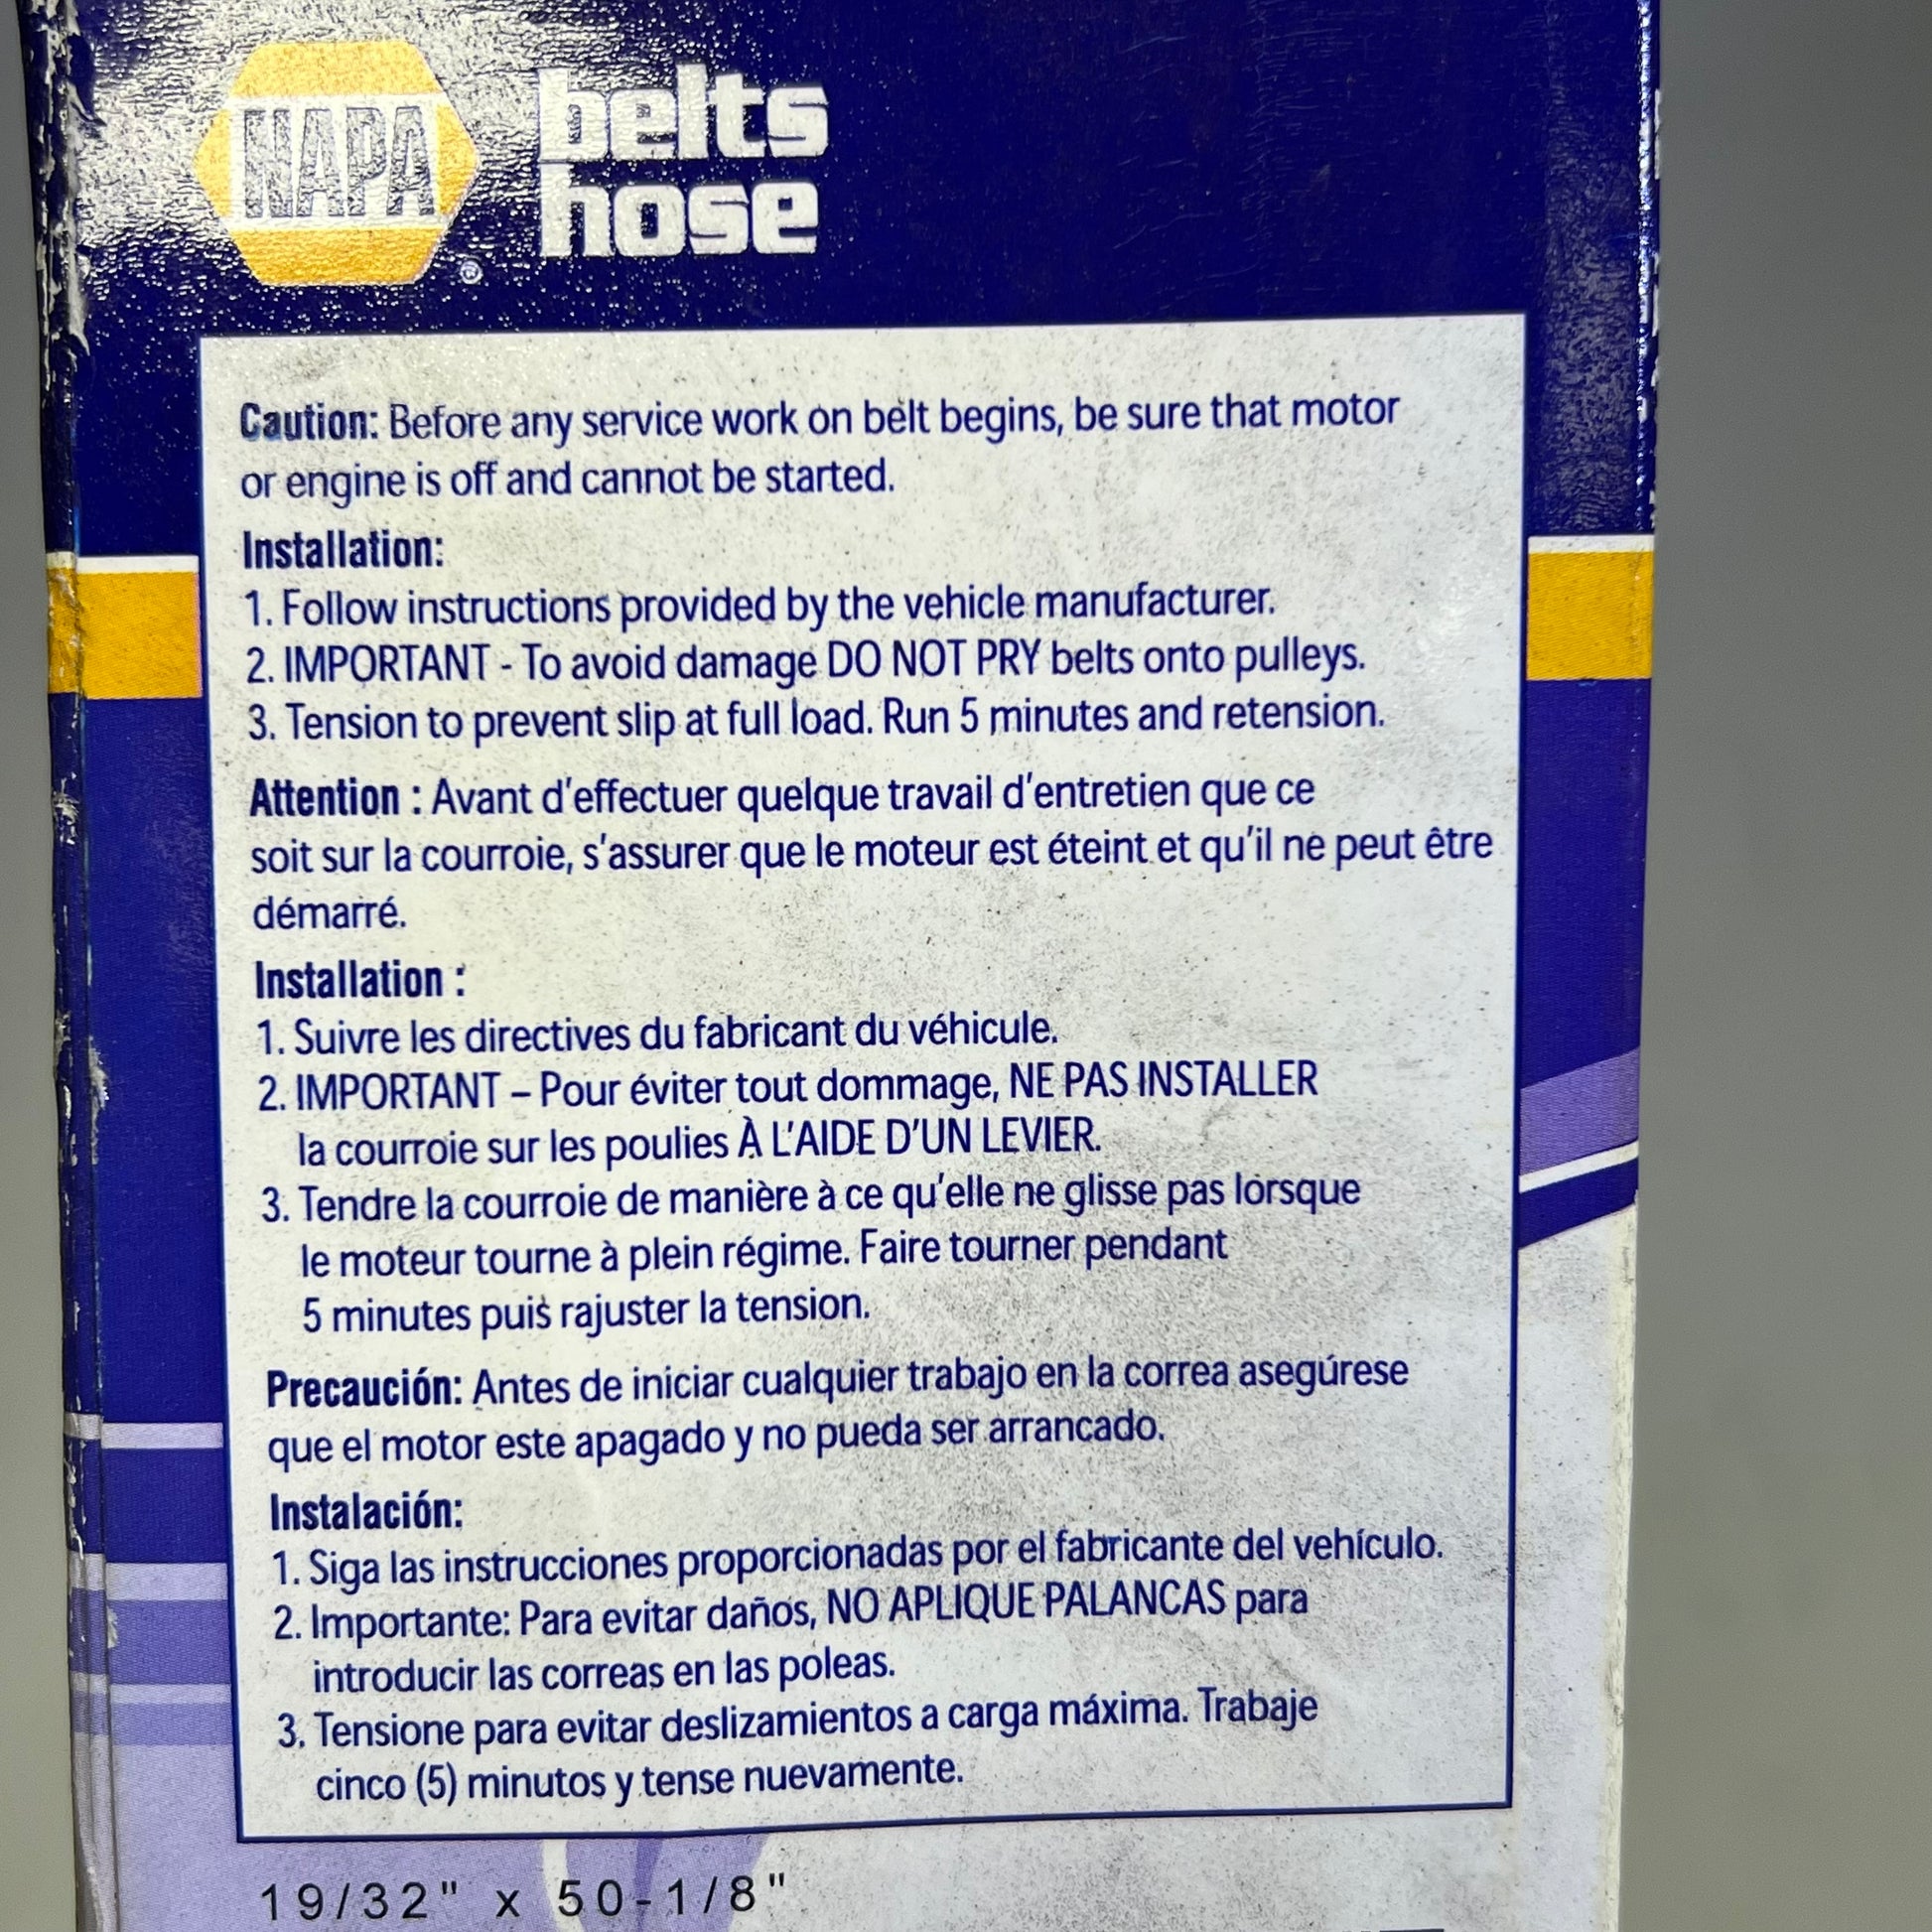 NAPA
®
belts
hose
Caution: Before any service work on belt begins, be sure that motor
or engine is off and cannot be started.
Installation:
1. Follow instructions provided by the vehicle manufacturer.
2. IMPORTANT - To avoid damage DO NOT PRY belts onto pulleys.
3. Tension to prevent slip at full load. Run 5 minutes and retension.
Attention : Avant d'effectuer quelque travail d'entretien que ce
soit sur la courroie, s'assurer que le moteur est éteint et qu'il ne peut être
démarré.
Installation :
1. Suivre les directives du fabricant du véhicule.
2. IMPORTANT – Pour éviter tout dommage, NE PAS INSTALLER
la courroie sur les poulies À L'AIDE D'UN LEVIER.
3. Tendre la courroie de manière à ce qu'elle ne glisse pas lorsque
le moteur tourne à plein régime. Faire tourner pendant
5 minutes puis rajuster la tension.
Precaución: Antes de iniciar cualquier trabajo en la correa asegúrese
que el motor este apagado y no pueda ser arrancado.
Instalación:
1. Siga las instrucciones proporcionadas por el fabricante del vehículo.
2. Importante: Para evitar daños, NO APLIQUE PALANCAS para
introducir las correas en las poleas.
3. Tensione para evitar deslizamientos a carga máxima. Trabaje
cinco (5) minutos y tense nuevamente.
19/32" x 50-1/8"